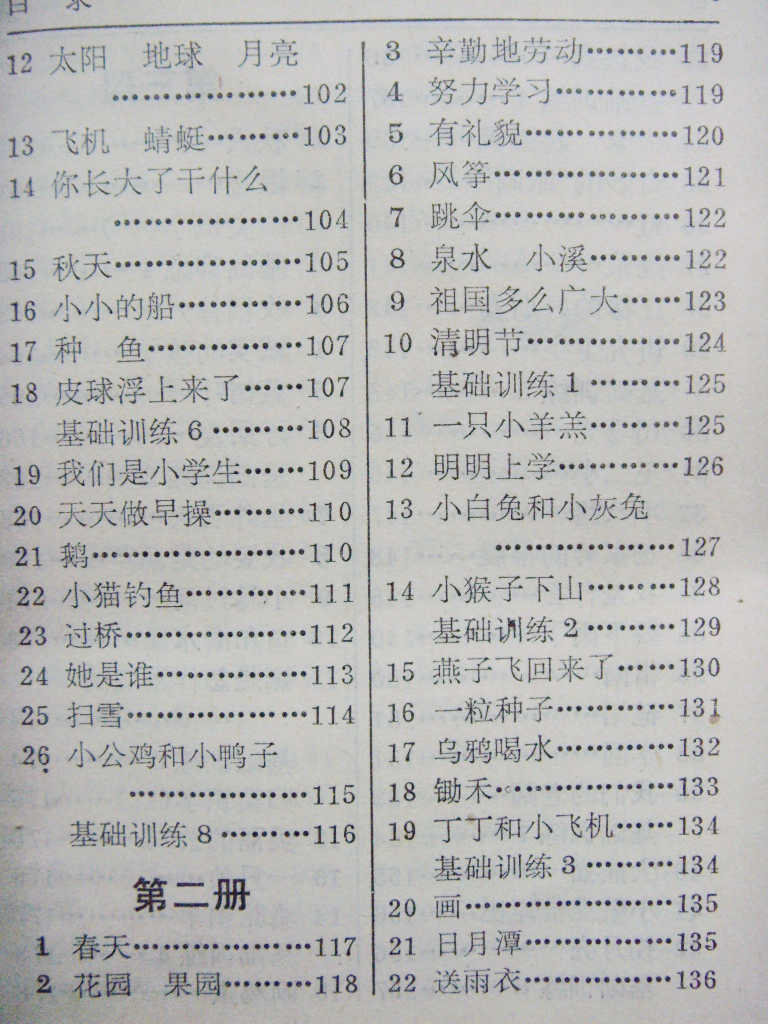 目 录
12 太阳 地球 月亮
………………102
13 飞机 蜻蜓………103
14 你长大了干什么
………………104
15 秋天………………105
16 小小的船…………106
17 种 鱼……………107
18 皮球浮上来了……107
基础训练6………108
19 我们是小学生……109
20 天天做早操………110
21 鹅…………………110
22 小猫钓鱼…………111
23 过桥………………112
24 她是谁……………113
25 扫雪………………114
26 小公鸡和小鸭子
………………115
基础训练8………116
第二册
1 春天………………117
2 花园 果园………118
3 辛勤地劳动………119
4 努力学习…………119
5 有礼貌……………120
6 风筝………………121
7 跳伞………………122
8 泉水 小溪………122
9 祖国多么广大……123
10 清明节……………124
基础训练1………125
11 一只小羊羔………125
12 明明上学…………126
13 小白兔和小灰兔
………………127
14 小猴子下山………128
基础训练2………129
15 燕子飞回来了……130
16 一粒种子…………131
17 乌鸦喝水…………132
18 锄禾………………133
19 丁丁和小飞机……134
基础训练3………134
20 画…………………135
21 日月潭……………135
22 送雨衣……………136